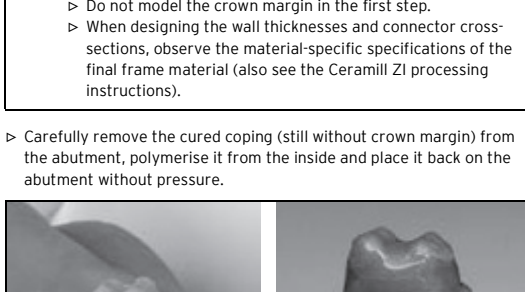 ▷ Do not model the crown margin in the first step.
▷ When designing the wall thicknesses and connector cross-
sections, observe the material-specific specifications of the
final frame material (also see the Ceramill ZI processing
instructions).
▷ Carefully remove the cured coping (still without crown margin) from
the abutment, polymerise it from the inside and place it back on the
abutment without pressure.